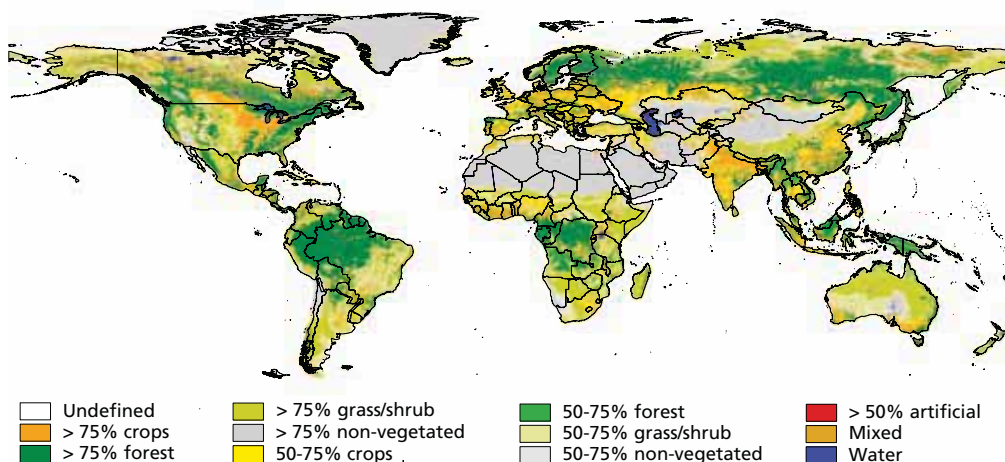 Undefined
> 75% crops
> 75% forest
> 75% grass/shrub
> 75% non-vegetated
50-75% crops
50-75% forest
50-75% grass/shrub
50-75% non-vegetated
> 50% artificial
Mixed
Water